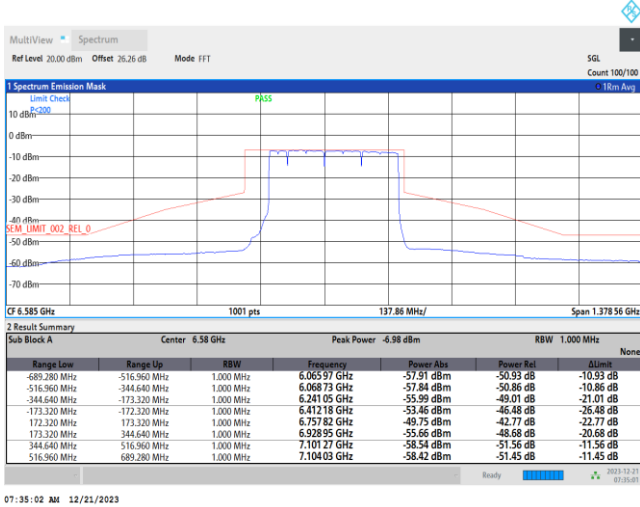 MultiView Spectrum
Ref Level 20.00 dBm Offset 26.26 dB Mode FFT SGL
Count 100/100
1 Spectrum Emission Mask 1Rm Avg
Limit Check PASS
P<200
10 dBm
0 dBm
-10 dBm
-20 dBm
-30 dBm
-40 dBm
SEM_LIMIT_002_REL_0
-50 dBm
-60 dBm
-70 dBm
CF 6.585 GHz 1001 pts 137.86 MHz/ Span 1.378 56 GHz
2 Result Summary
Sub Block A Center 6.58 GHz Peak Power -6.98 dBm RBW 1.000 MHz
None
Range Low Range Up RBW Frequency Power Abs Power Rel ΔLimit
-689.280 MHz -516.960 MHz 1.000 MHz 6.065 97 GHz -57.91 dBm -50.93 dB -10.93 dB
-516.960 MHz -344.640 MHz 1.000 MHz 6.068 73 GHz -57.84 dBm -50.86 dB -10.86 dB
-344.640 MHz -173.320 MHz 1.000 MHz 6.241 05 GHz -55.99 dBm -49.01 dB -21.01 dB
-173.320 MHz -172.320 MHz 1.000 MHz 6.412 18 GHz -53.46 dBm -46.48 dB -26.48 dB
172.320 MHz 173.320 MHz 1.000 MHz 6.757 82 GHz -49.75 dBm -42.77 dB -22.77 dB
173.320 MHz 344.640 MHz 1.000 MHz 6.928 95 GHz -55.66 dBm -48.68 dB -20.68 dB
344.640 MHz 516.960 MHz 1.000 MHz 7.101 27 GHz -58.54 dBm -51.56 dB -11.56 dB
516.960 MHz 689.280 MHz 1.000 MHz 7.104 03 GHz -58.42 dBm -51.45 dB -11.45 dB
Ready 2023-12-21
07:35:01
07:35:02 AM 12/21/2023